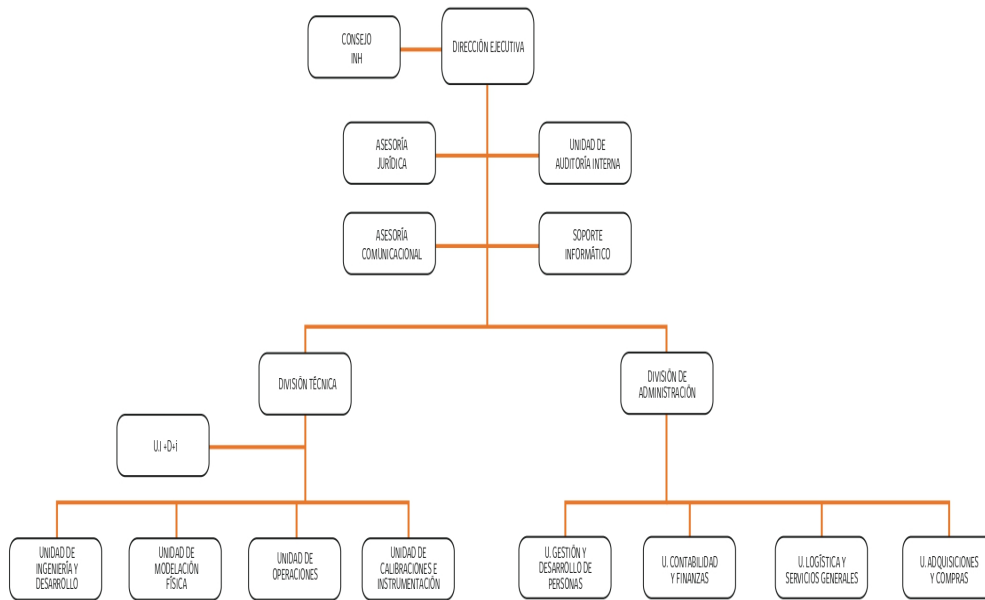 CONSEJO
INH
DIRECCIÓN EJECUTIVA
ASESORÍA
JURÍDICA
UNIDAD DE
AUDITORÍA INTERNA
ASESORÍA
COMUNICACIONAL
SOPORTE
INFORMÁTICO
DIVISIÓN TÉCNICA
DIVISIÓN DE
ADMINISTRACIÓN
U.I +D+i
UNIDAD DE
INGENIERÍA Y
DESARROLLO
UNIDAD DE
MODELACIÓN
FÍSICA
UNIDAD DE
OPERACIONES
UNIDAD DE
CALIBRACIONES E
INSTRUMENTACIÓN
U. GESTIÓN Y
DESARROLLO DE
PERSONAS
U. CONTABILIDAD
Y FINANZAS
U. LOGÍSTICA Y
SERVICIOS GENERALES
U. ADQUISICIONES
Y COMPRAS